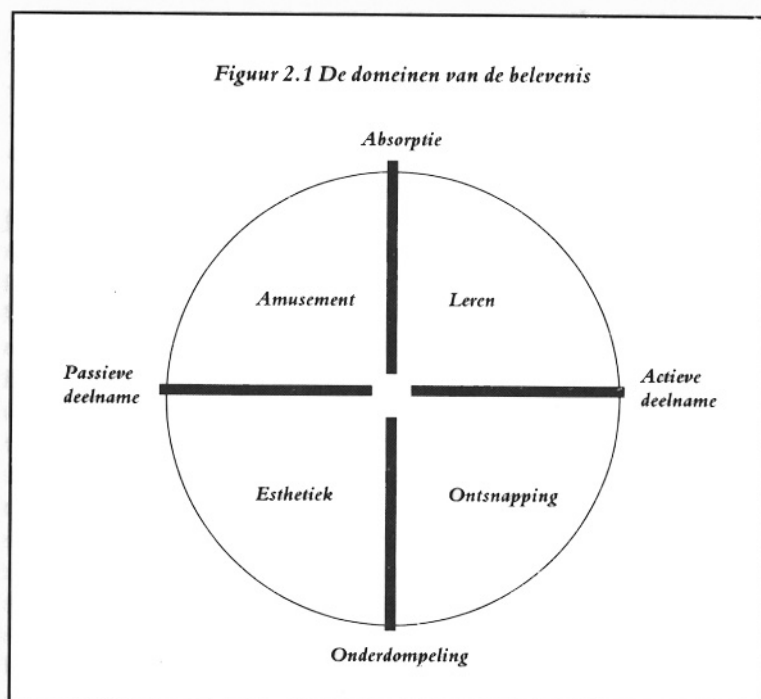 Figuur 2.1 De domeinen van de belevenis
Absorptie
Amusement
Leren
Passieve
deelname
Actieve
deelname
Esthetiek
Ontsnapping
Onderdompeling